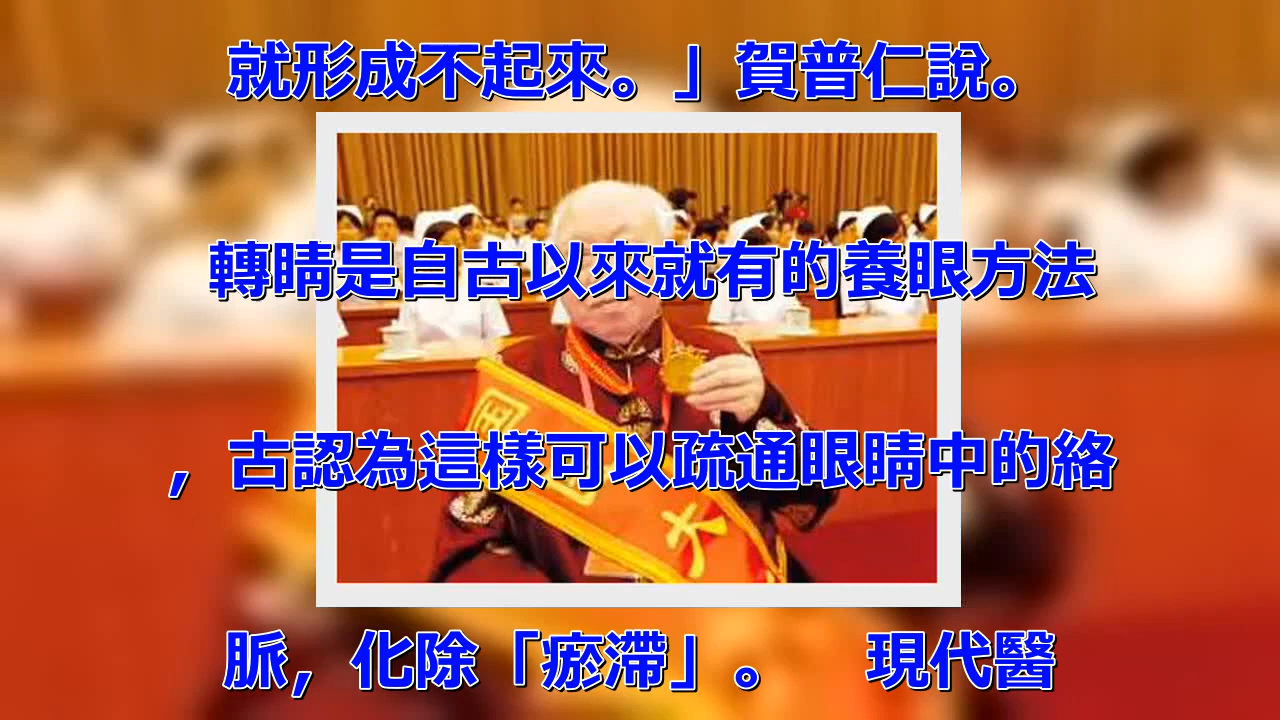 就形成不起來。」賀普仁說。
轉睛是自古以來就有的養眼方法
，古認為這樣可以疏通眼睛中的絡
大
脈，化除「瘀滯」。　　現代醫